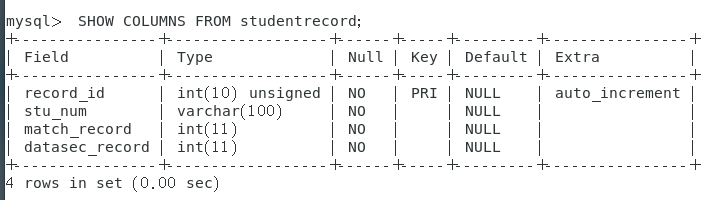 mysql>  SHOW COLUMNS FROM studentrecord;
+----------------+------------------+------+-----+---------+----------------+
| Field          | Type             | Null | Key | Default | Extra          |
+----------------+------------------+------+-----+---------+----------------+
| record_id      | int(10) unsigned | NO   | PRI | NULL    | auto_increment |
| stu_num        | varchar(100)     | NO   |     | NULL    |                |
| match_record   | int(11)          | NO   |     | NULL    |                |
| datasec_record | int(11)          | NO   |     | NULL    |                |
+----------------+------------------+------+-----+---------+----------------+
4 rows in set (0.00 sec)